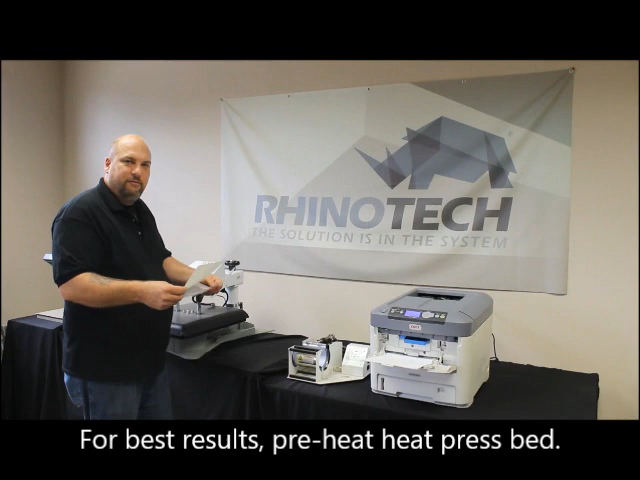 RHINOTECH
THE SOLUTION IS IN THE SYSTEM
For best results, pre-heat heat press bed.